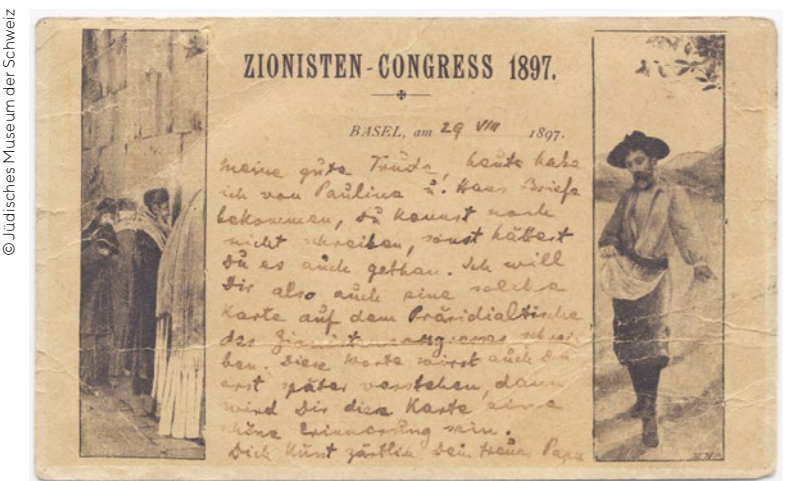 © Jüdisches Museum der Schweiz
ZIONISTEN-CONGRESS 1897.
BASEL, am 29 VIII 1897.
Meine gute Trude, heute habe
ich von Pauline u. Hans Briefe
bekommen, Du kannst noch
nicht schreiben, sonst hättest
Du es auch gethan. Ich will
Dir also auch eine solche
Karte auf dem Präsidialtische
des Zionistencongresses schrei-
ben. Diese Worte wirst auch Du
erst später verstehen, dann
wird Dir diese Karte eine
schöne Erinnerung sein.
Dich küsst zärtlich Dein treuer Papa